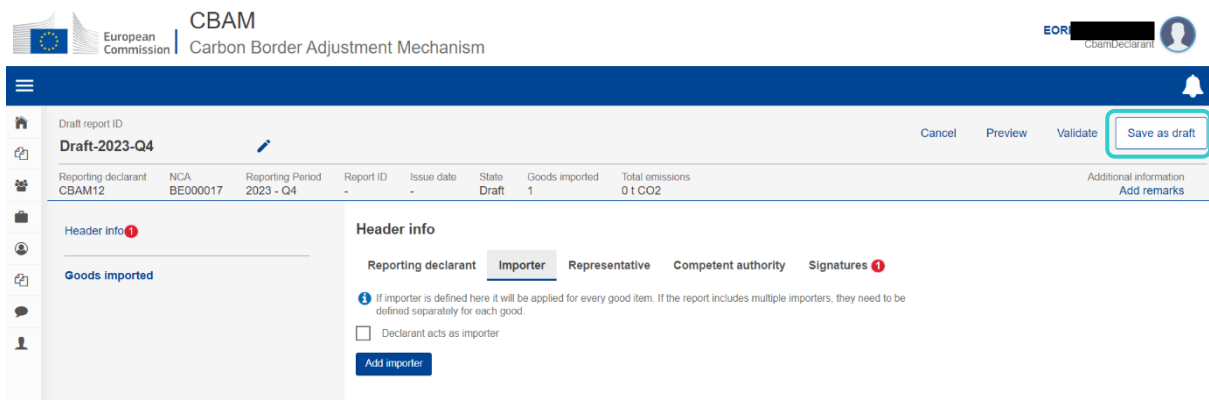 European
Commission
CBAM
Carbon Border Adjustment Mechanism
EORI
CbamDeclarant
Draft report ID
Draft-2023-Q4
Cancel Preview Validate Save as draft
Reporting declarant NCA Reporting Period Report ID Issue date State Goods imported Total emissions Additional information
CBAM12 BE000017 2023 - Q4 - - Draft 1 0 t CO2 Add remarks
Header info 1
Goods imported
Header info
Reporting declarant Importer Representative Competent authority Signatures 1
If importer is defined here it will be applied for every good item. If the report includes multiple importers, they need to be
defined separately for each good.
Declarant acts as importer
Add importer